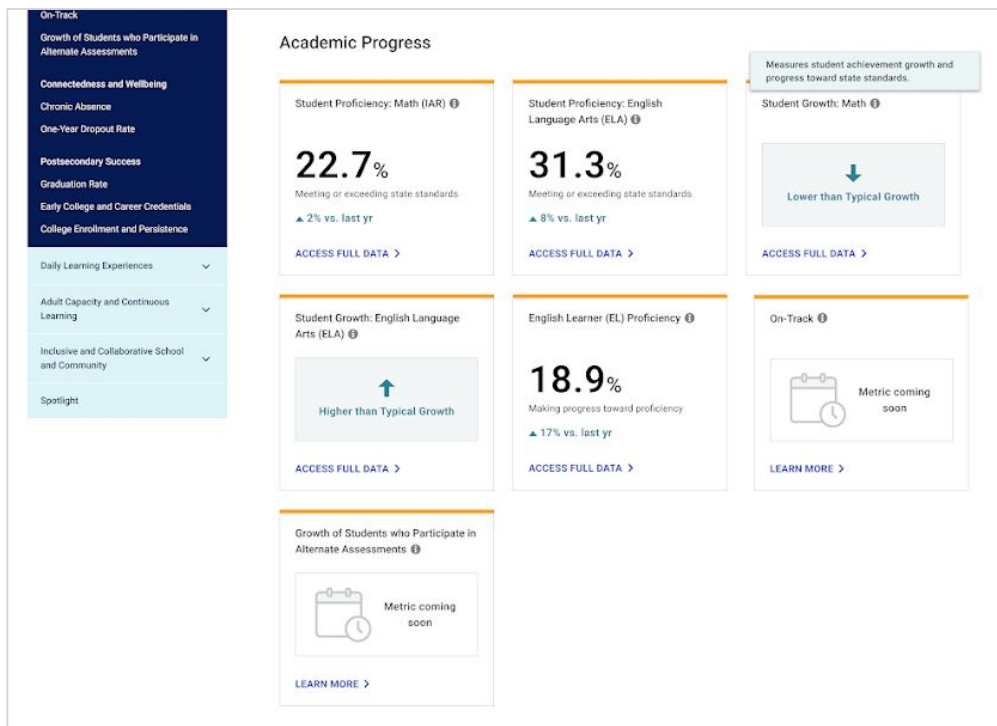 On-Track
Growth of Students who Participate in
Alternate Assessments
Connectedness and Wellbeing
Chronic Absence
One-Year Dropout Rate
Postsecondary Success
Graduation Rate
Early College and Career Credentials
College Enrollment and Persistence
Daily Learning Experiences
Adult Capacity and Continuous
Learning
Inclusive and Collaborative School
and Community
Spotlight
Academic Progress
Student Proficiency: Math (IAR)
22.7%
Meeting or exceeding state standards
2% vs. last yr
ACCESS FULL DATA
Student Proficiency: English
Language Arts (ELA)
31.3%
Meeting or exceeding state standards
8% vs. last yr
ACCESS FULL DATA
Measures student achievement growth and
progress toward state standards.
Student Growth: Math
Lower than Typical Growth
ACCESS FULL DATA
Student Growth: English Language
Arts (ELA)
Higher than Typical Growth
ACCESS FULL DATA
English Learner (EL) Proficiency
18.9%
Making progress toward proficiency
17% vs. last yr
ACCESS FULL DATA
On-Track
Metric coming
soon
LEARN MORE
Growth of Students who Participate in
Alternate Assessments
Metric coming
soon
LEARN MORE